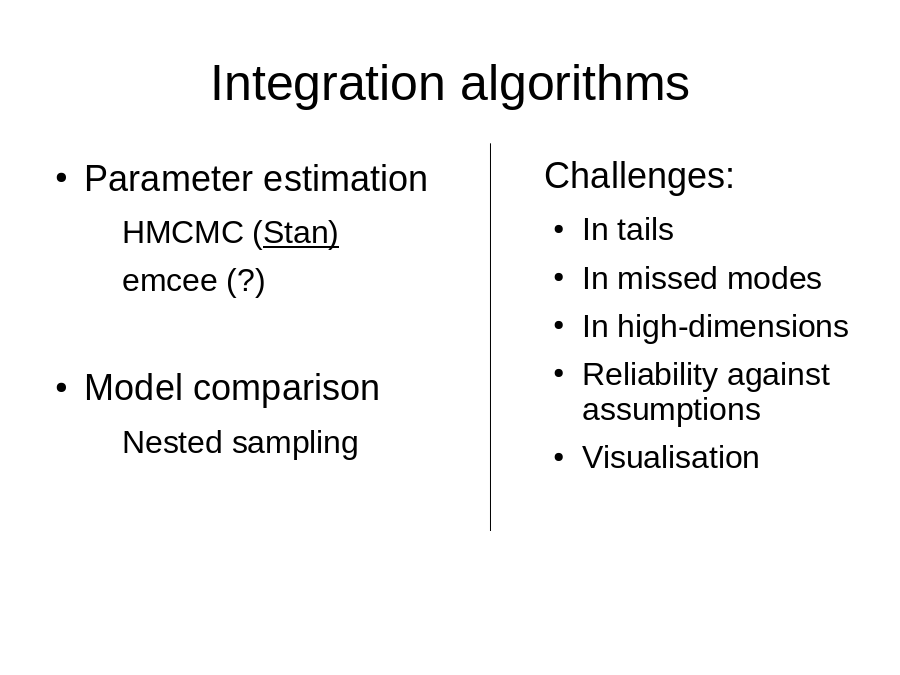 Integration algorithms
• Parameter estimation
HMCMC (Stan)
emcee (?)
• Model comparison
Nested sampling
Challenges:
• In tails
• In missed modes
• In high-dimensions
• Reliability against
assumptions
• Visualisation